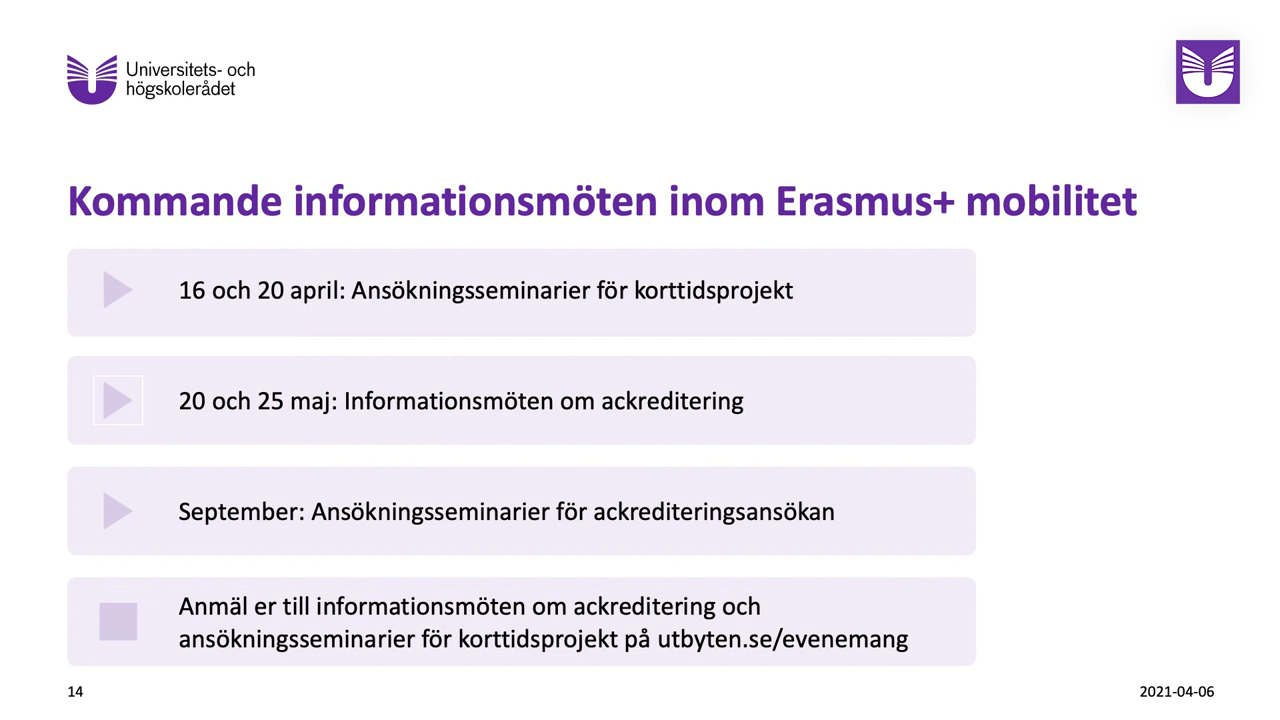 Universitets- och
högskolerådet
Kommande informationsmöten inom Erasmus+ mobilitet
16 och 20 april: Ansökningsseminarier för korttidsprojekt
20 och 25 maj: Informationsmöten om ackreditering
September: Ansökningsseminarier för ackrediteringsansökan
Anmäl er till informationsmöten om ackreditering och
ansökningsseminarier för korttidsprojekt på utbyten.se/evenemang
14
2021-04-06